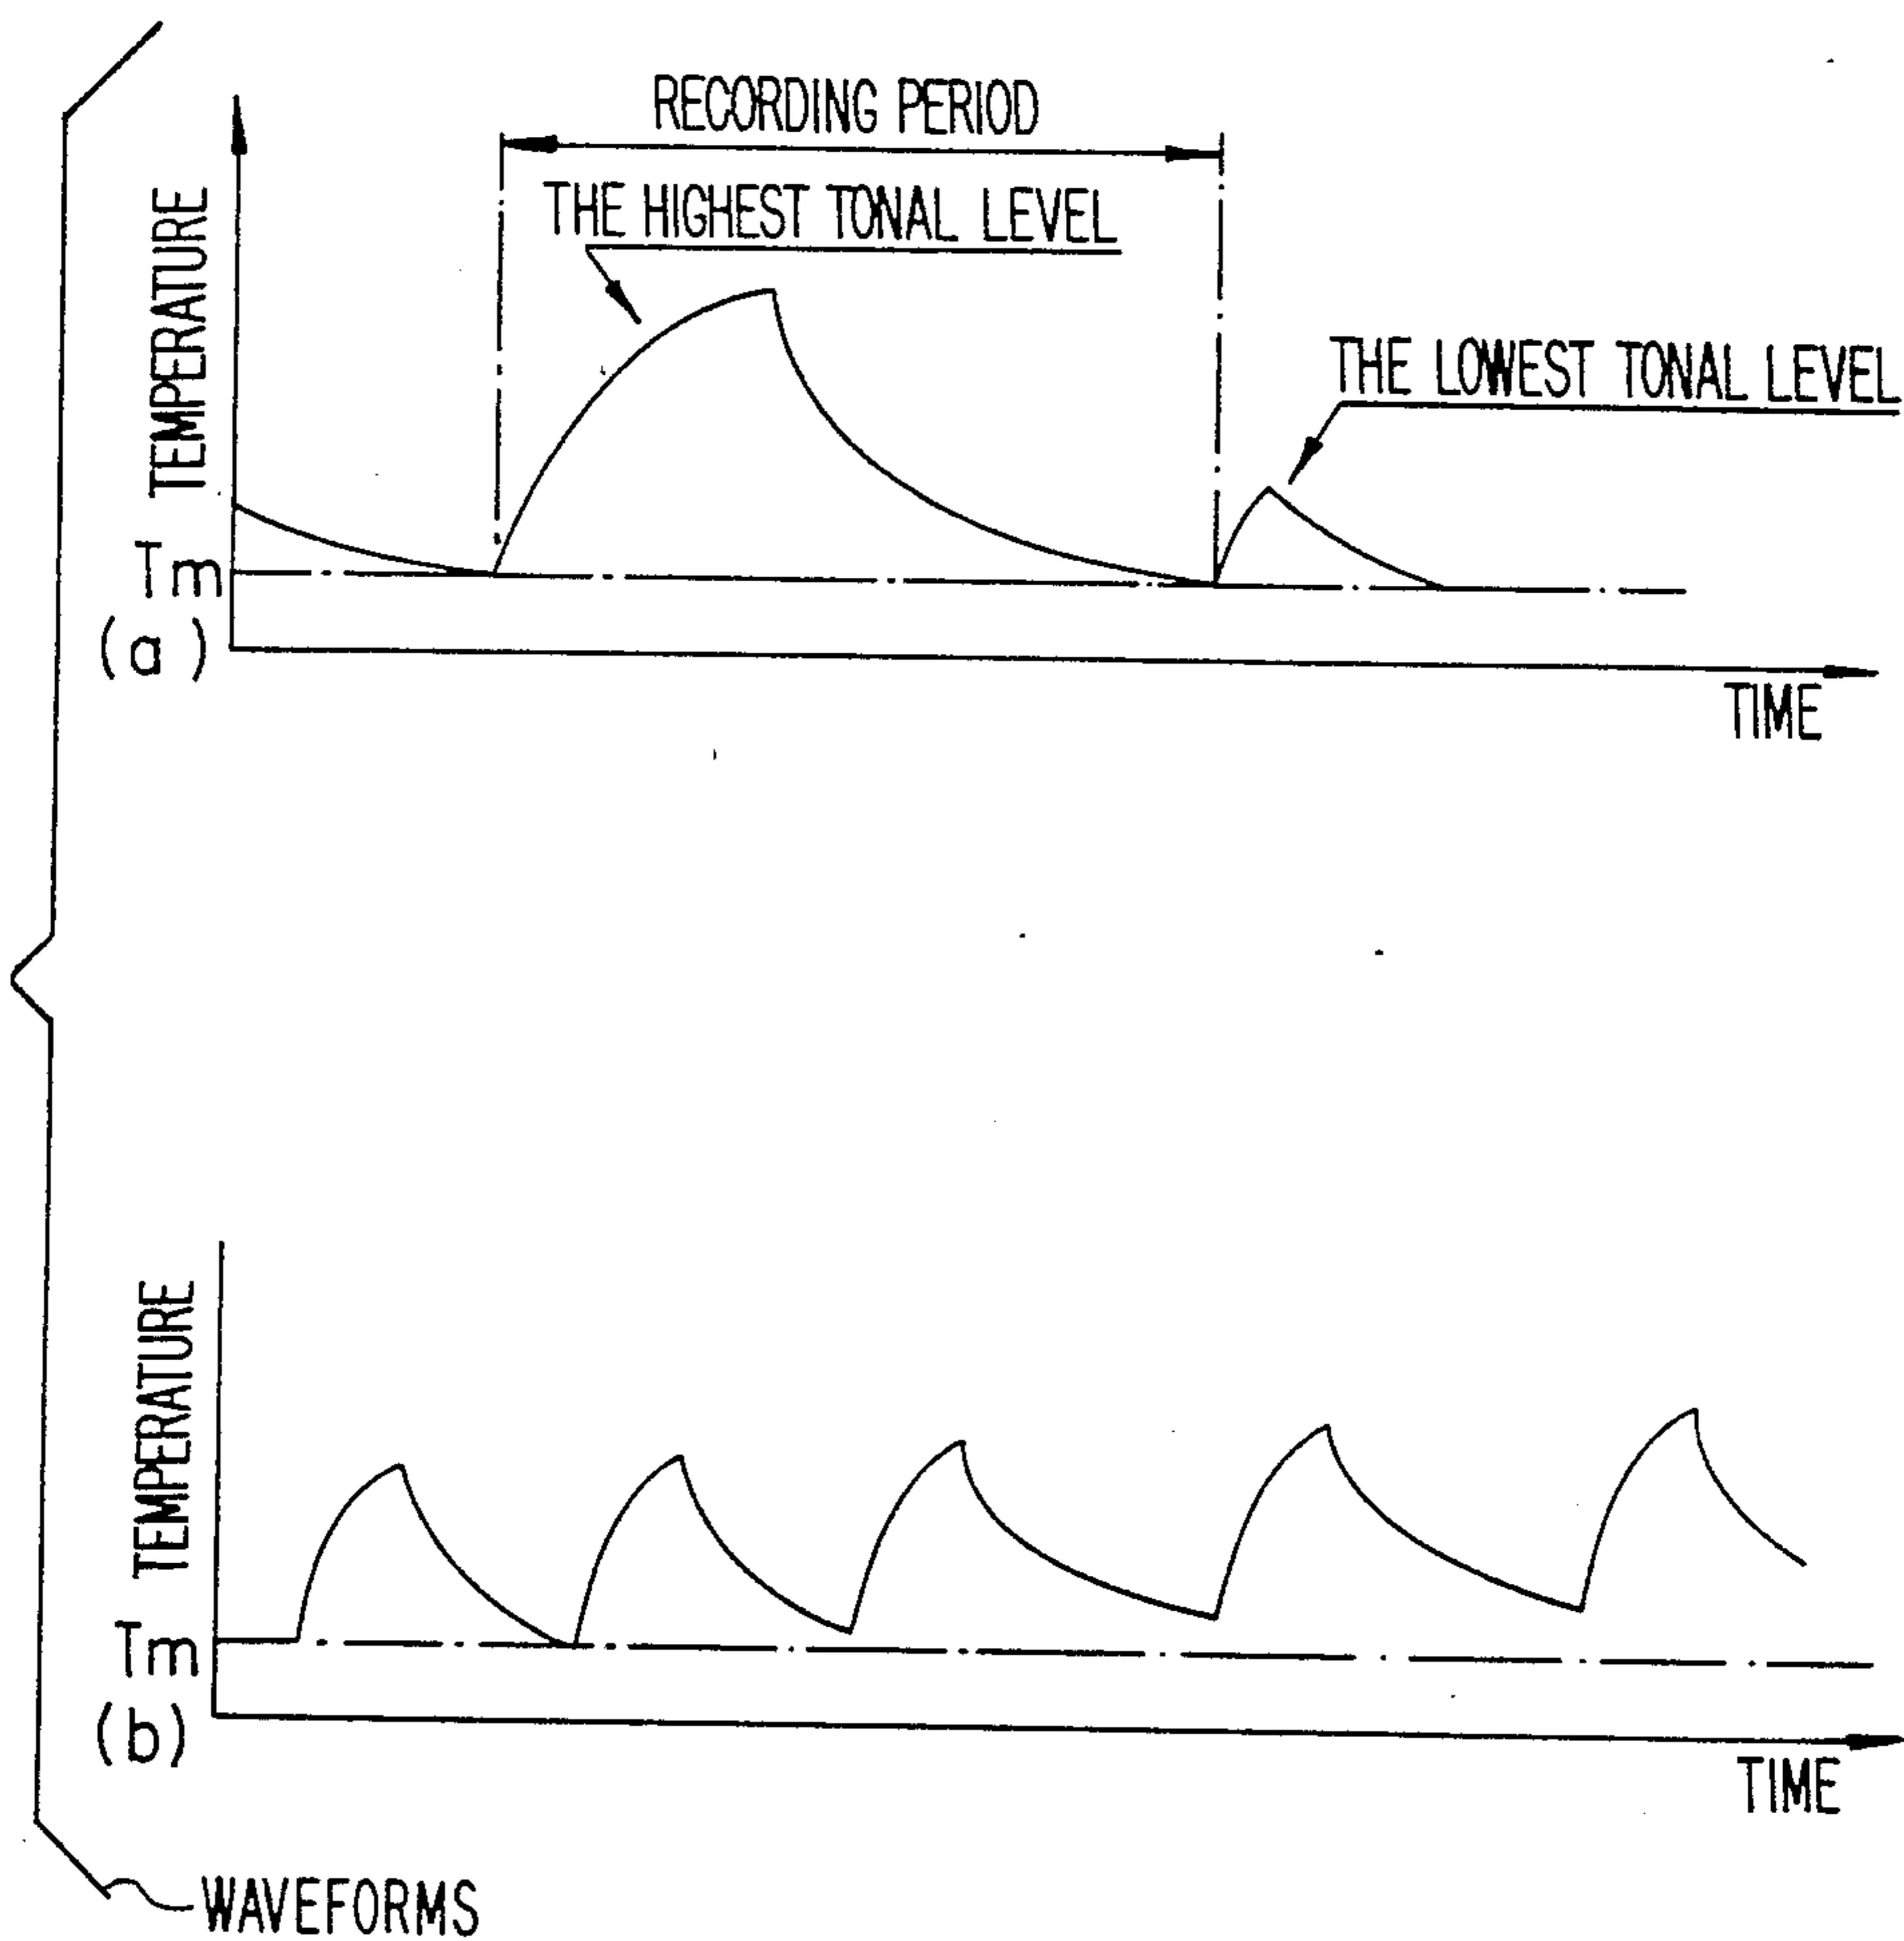 RECORDING PERIOD
THE HIGHEST TONAL LEVEL
THE LOWEST TONAL LEVEL
TEMPERATURE
Tm
(a)
TIME
TEMPERATURE
Tm
(b)
TIME
WAVEFORMS